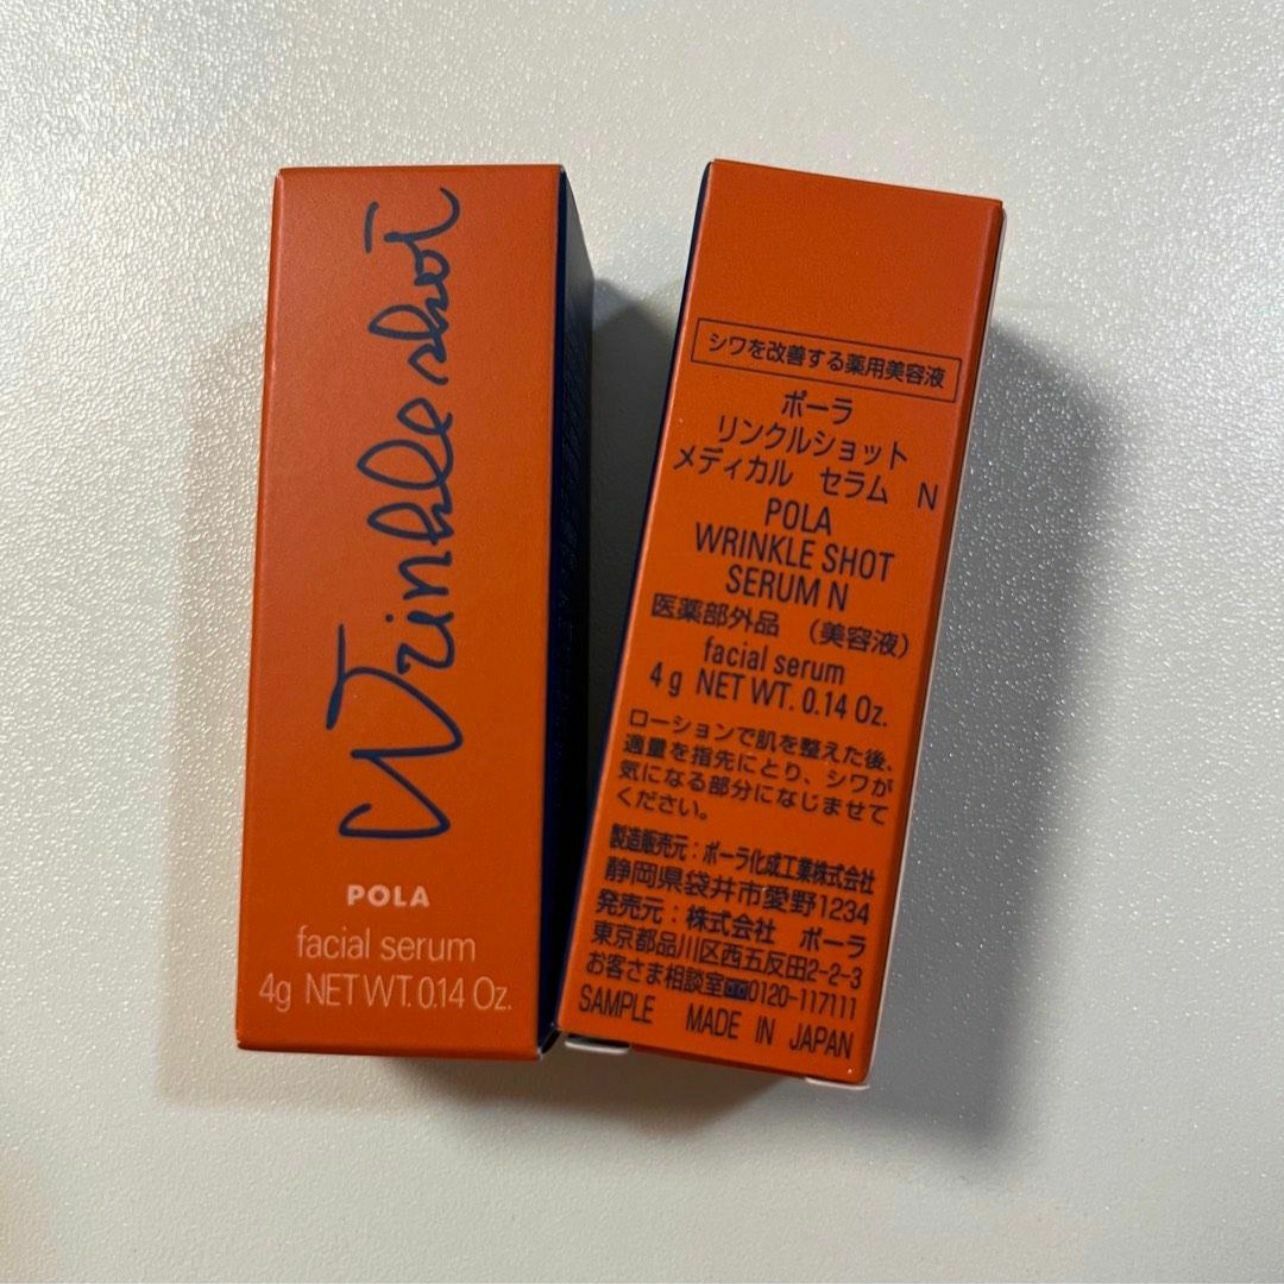 Wrinkle shot
POLA
facial serum
4g NET WT. 0.14 Oz.
シワを改善する薬用美容液
ポーラ
リンクルショット
メディカル セラム N
POLA
WRINKLE SHOT
SERUM N
医薬部外品 (美容液)
facial serum
4 g NET WT. 0.14 Oz.
ローションで肌を整えた後、
適量を指先にとり、シワが
気になる部分になじませて
ください。
製造販売元:ポーラ化成工業株式会社
静岡県袋井市愛野1234
発売元:株式会社 ポーラ
東京都品川区西五反田2-2-3
お客さま相談室0120-117111
SAMPLE MADE IN JAPAN